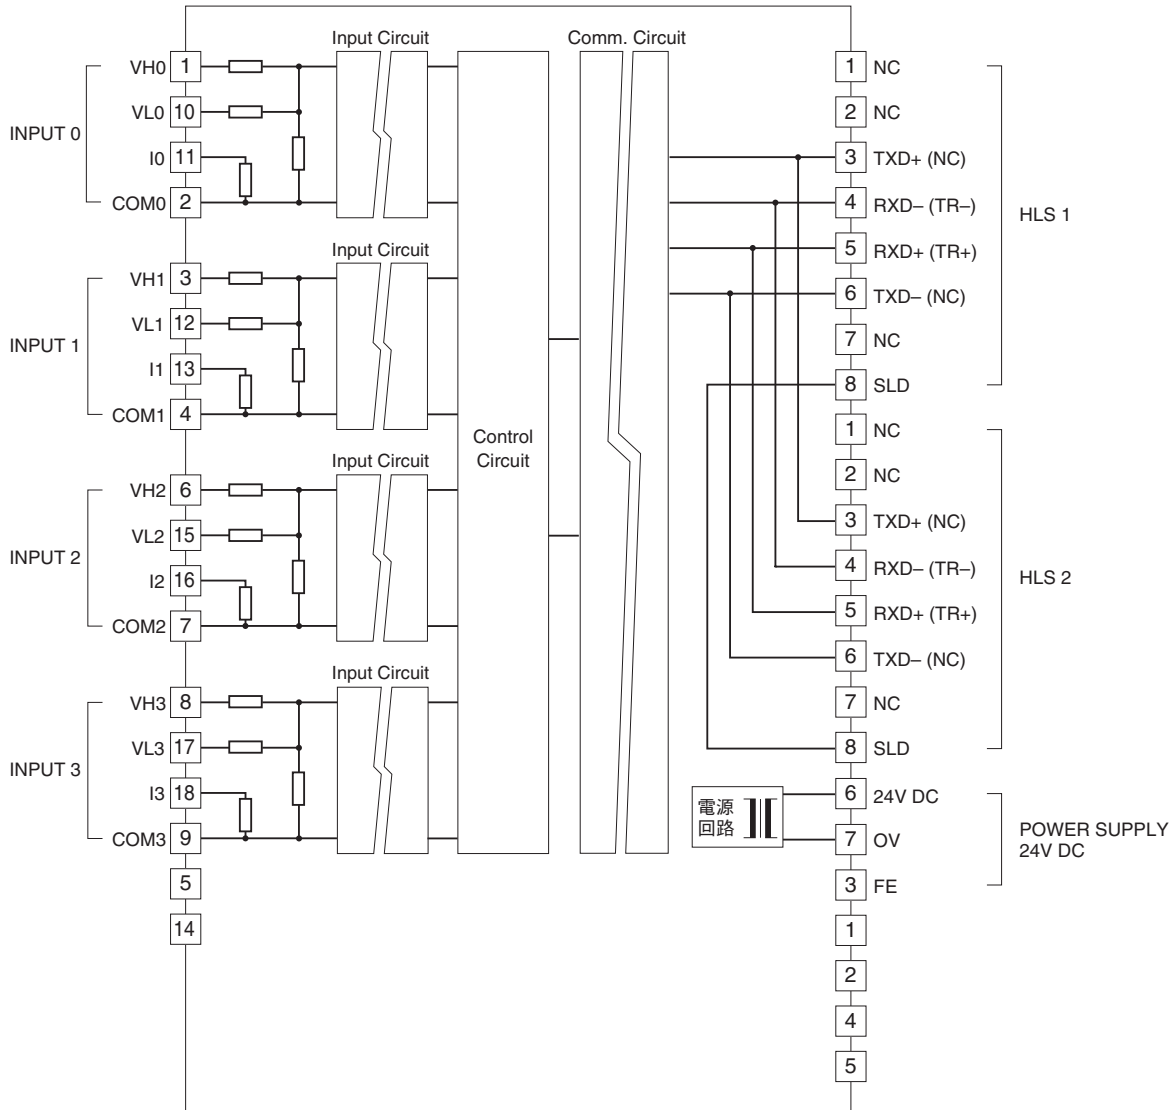 Input Circuit
Comm. Circuit
INPUT 0
VH0 1
VL0 10
I0 11
COM0 2
Input Circuit
INPUT 1
VH1 3
VL1 12
I1 13
COM1 4
Input Circuit
INPUT 2
VH2 6
VL2 15
I2 16
COM2 7
Input Circuit
INPUT 3
VH3 8
VL3 17
I3 18
COM3 9
5
14
Control
Circuit
1 NC
2 NC
3 TXD+ (NC)
4 RXD– (TR–)
5 RXD+ (TR+)
6 TXD– (NC)
7 NC
8 SLD
HLS 1
1 NC
2 NC
3 TXD+ (NC)
4 RXD– (TR–)
5 RXD+ (TR+)
6 TXD– (NC)
7 NC
8 SLD
HLS 2
電源
回路
6 24V DC
7 OV
3 FE
POWER SUPPLY
24V DC
1
2
4
5